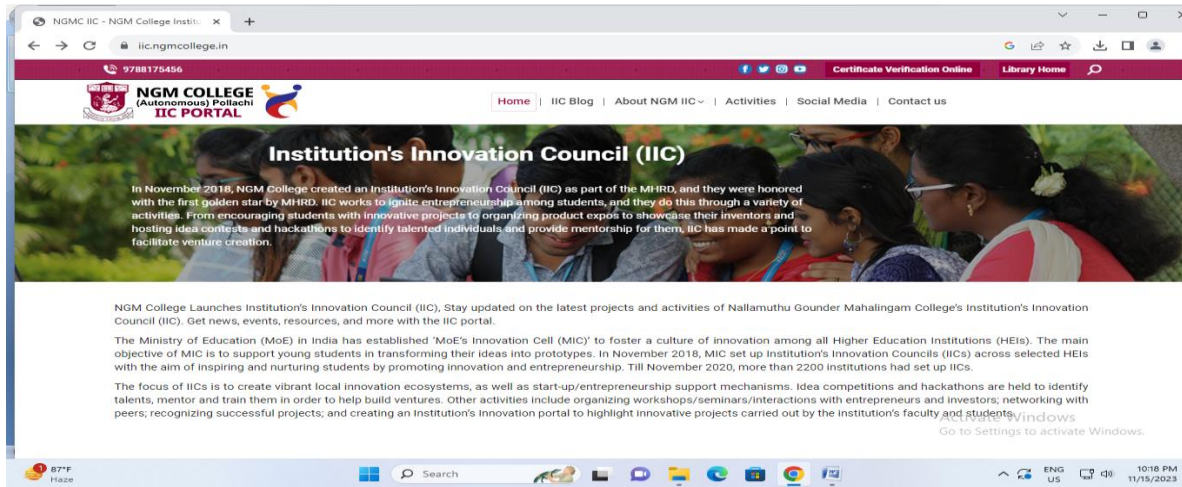 NGMC IIC - NGM College Institu
iic.ngmcollege.in
9788175456
Certificate Verification Online
Library Home
NGM COLLEGE
(Autonomous) Pollachi
IIC PORTAL
Home | IIC Blog | About NGM IIC | Activities | Social Media | Contact us
Institution's Innovation Council (IIC)
In November 2018, NGM College created an Institution's Innovation Council (IIC) as part of the MHRD, and they were honored
with the first golden star by MHRD. IIC works to ignite entrepreneurship among students, and they do this through a variety of
activities. From encouraging students with innovative projects to organizing product expos to showcase their inventors and
hosting idea contests and hackathons to identify talented individuals and provide mentorship for them, IIC has made a point to
facilitate venture creation.
NGM College Launches Institution's Innovation Council (IIC), Stay updated on the latest projects and activities of Nallamuthu Gounder Mahalingam College's Institution's Innovation
Council (IIC). Get news, events, resources, and more with the IIC portal.
The Ministry of Education (MoE) in India has established 'MoE's Innovation Cell (MIC)' to foster a culture of innovation among all Higher Education Institutions (HEIs). The main
objective of MIC is to support young students in transforming their ideas into prototypes. In November 2018, MIC set up Institution's Innovation Councils (IICs) across selected HEIs
with the aim of inspiring and nurturing students by promoting innovation and entrepreneurship. Till November 2020, more than 2200 institutions had set up IICs.
The focus of IICs is to create vibrant local innovation ecosystems, as well as start-up/entrepreneurship support mechanisms. Idea competitions and hackathons are held to identify
talents, mentor and train them in order to help build ventures. Other activities include organizing workshops/seminars/interactions with entrepreneurs and investors; networking with
peers; recognizing successful projects; and creating an Institution's Innovation portal to highlight innovative projects carried out by the institution's faculty and students.
Activate Windows
Go to Settings to activate Windows.
1
87°F
Haze
Search
ENG
US
10:18 PM
11/15/2023